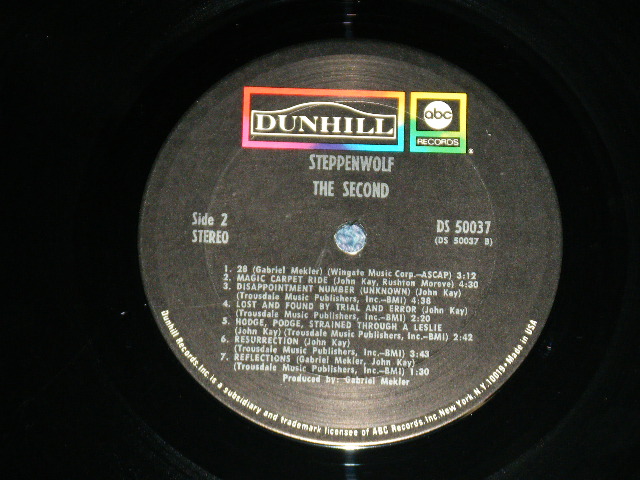 DUNHILL
abc
RECORDS
®
STEPPENWOLF
THE SECOND
Side 2
STEREO
DS 50037
(DS 50037 B)
1. 28 (Gabriel Mekler) (Wingate Music Corp.—ASCAP) 3:12
2. MAGIC CARPET RIDE (John Kay, Rushton Moreve) 4:30
3. DISAPPOINTMENT NUMBER (UNKNOWN) (John Kay)
(Trousdale Music Publishers, Inc.—BMI) 4:38
4. LOST AND FOUND BY TRIAL AND ERROR (John Kay)
(Trousdale Music Publishers, Inc.—BMI) 2:20
5. HODGE, PODGE, STRAINED THROUGH A LESLIE
(John Kay) (Trousdale Music Publishers, Inc.—BMI) 2:42
6. RESURRECTION (John Kay)
(Trousdale Music Publishers, Inc.—BMI) 3:43
7. REFLECTIONS (Gabriel Mekler, John Kay)
(Trousdale Music Publishers, Inc.—BMI) 1:30
Produced by: Gabriel Mekler
Dunhill Records, Inc. is a subsidiary and trademark licensee of ABC Records, Inc. New York, N.Y. 10019 • Made in USA